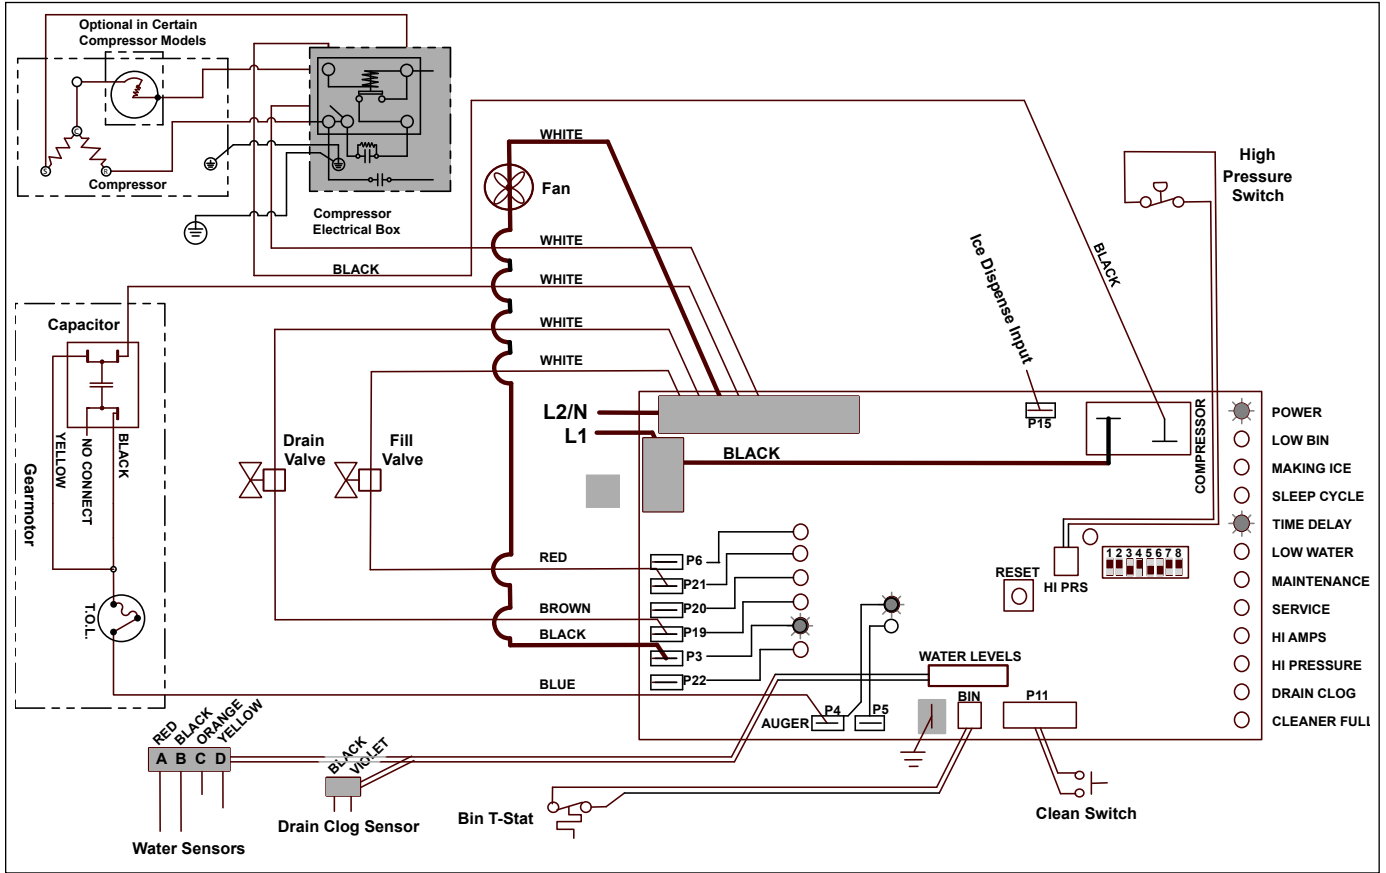 Optional in Certain
Compressor Models
C
S
R
Compressor
Compressor
Electrical Box
WHITE
Fan
WHITE
BLACK
WHITE
WHITE
WHITE
BLACK
High
Pressure
Switch
Ice Dispense Input
Capacitor
YELLOW
NO CONNECT
BLACK
Gearmotor
T.O.L.
Drain
Valve
Fill
Valve
L2/N
L1
BLACK
P15
COMPRESSOR
POWER
LOW BIN
MAKING ICE
SLEEP CYCLE
TIME DELAY
LOW WATER
MAINTENANCE
SERVICE
HI AMPS
HI PRESSURE
DRAIN CLOG
CLEANER FULL
RED
BROWN
BLACK
BLUE
P6
P21
P20
P19
P3
P22
RESET
HI PRS
1 2 3 4 5 6 7 8
WATER LEVELS
BIN
P11
AUGER
P4
P5
RED
BLACK
ORANGE
YELLOW
A B C D
Water Sensors
BLACK
VIOLET
Drain Clog Sensor
Bin T-Stat
Clean Switch